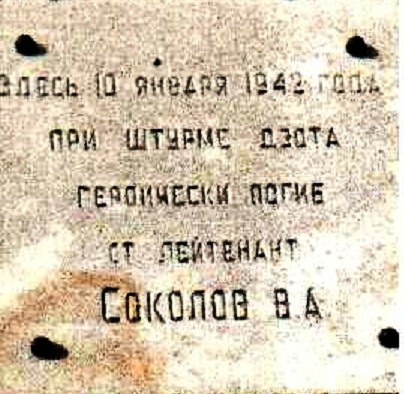 ЗДЕСЬ 10 ЯНВАРЯ 1942 ГОДА
ПРИ ШТУРМЕ ДЗОТА
ГЕРОИЧЕСКИ ПОГИБ
СТ ЛЕЙТЕНАНТ
СОКОЛОВ В.А